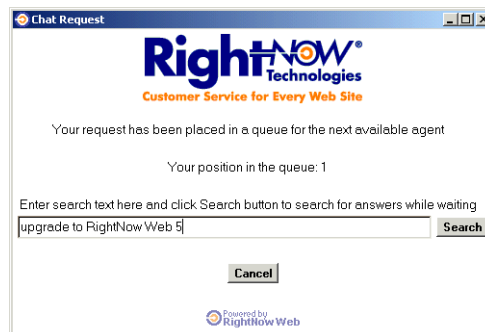 Chat Request
RightNOW®
Technologies
Customer Service for Every Web Site
Your request has been placed in a queue for the next available agent
Your position in the queue: 1
Enter search text here and click Search button to search for answers while waiting
upgrade to RightNow Web 5
Search
Cancel
Powered by
RightNow Web